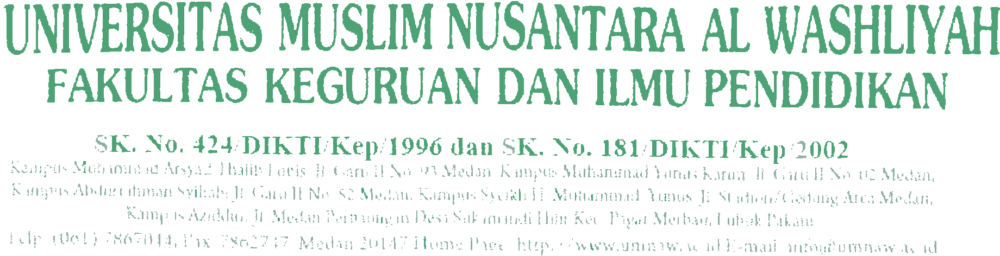 UNIVERSITAS MUSLIM NUSANTARA AL WASHLIYAH
FAKULTAS KEGURUAN DAN ILMU PENDIDIKAN
SK. No. 424/DIKTI/Kep/1996 dan SK. No. 181/DIKTI/Kep/2002
Kampus Muhammad Arsyad Thalib Lubis Jl Garu II No 93 Medan Kampus Muhammad Yunus Karim Jl Garu II No 02 Medan,
Kampus Abdurrahman Syihab, Jl Garu II No 52 Medan, Kampus Syeikh H. Muhammad Yunus Jl Stadion/Gedung Arca Medan,
Kampus Aziddin, Jl Medan Perbaungan Desa Sukamandi Hilir Kec Pagar Merbau, Lubuk Pakam
Telp (061) 7867044, Fax 7862747 Medan 20147 Home Page http://www.umnaw.ac.id E-mail info@umnaw.ac.id